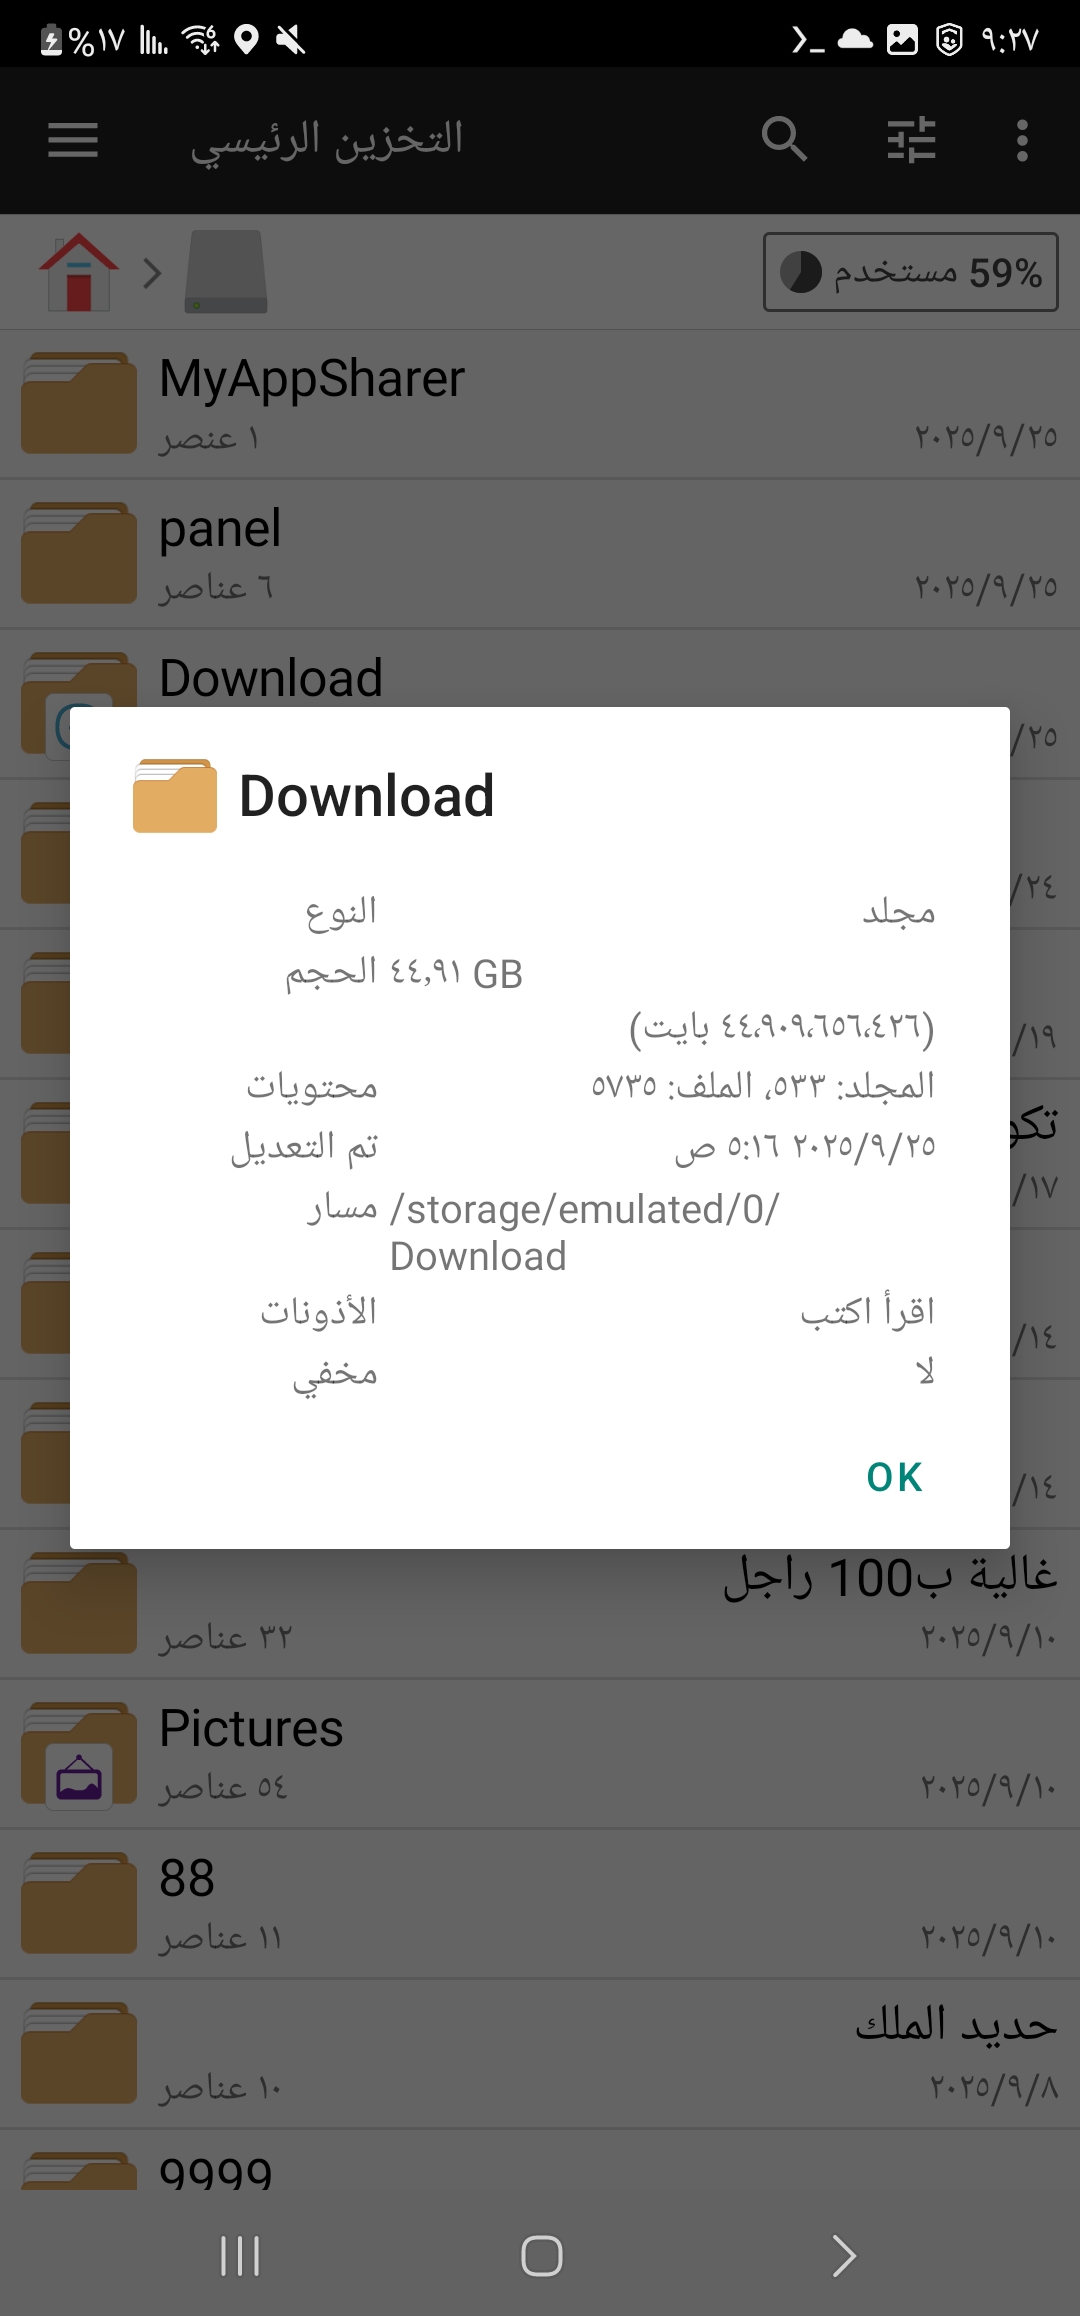 %١٧ ٩:٢٧
التخزين الرئيسي
59% مستخدم
MyAppSharer
١ عنصر ٢٠٢٥/٩/٢٥
panel
٦ عناصر ٢٠٢٥/٩/٢٥
Download
/٢٥
Download
النوع مجلد
الحجم ٤٤,٩١ GB
(٤٤،٩٠٩،٦٥٦،٤٢٦ بايت)
محتويات المجلد: ٥٣٣، الملف: ٥٧٣٥
تم التعديل ٢٠٢٥/٩/٢٥ ٥:١٦ ص
مسار /storage/emulated/0/
Download
الأذونات اقرأ اكتب
مخفي لا
OK
/٢٤
/١٩
تكو
/١٧
/١٤
/١٤
غالية ب100 راجل
٣٢ عناصر ٢٠٢٥/٩/١٠
Pictures
٥٤ عناصر ٢٠٢٥/٩/١٠
88
١١ عناصر ٢٠٢٥/٩/١٠
حديد الملك
١٠ عناصر ٢٠٢٥/٩/٨
9999